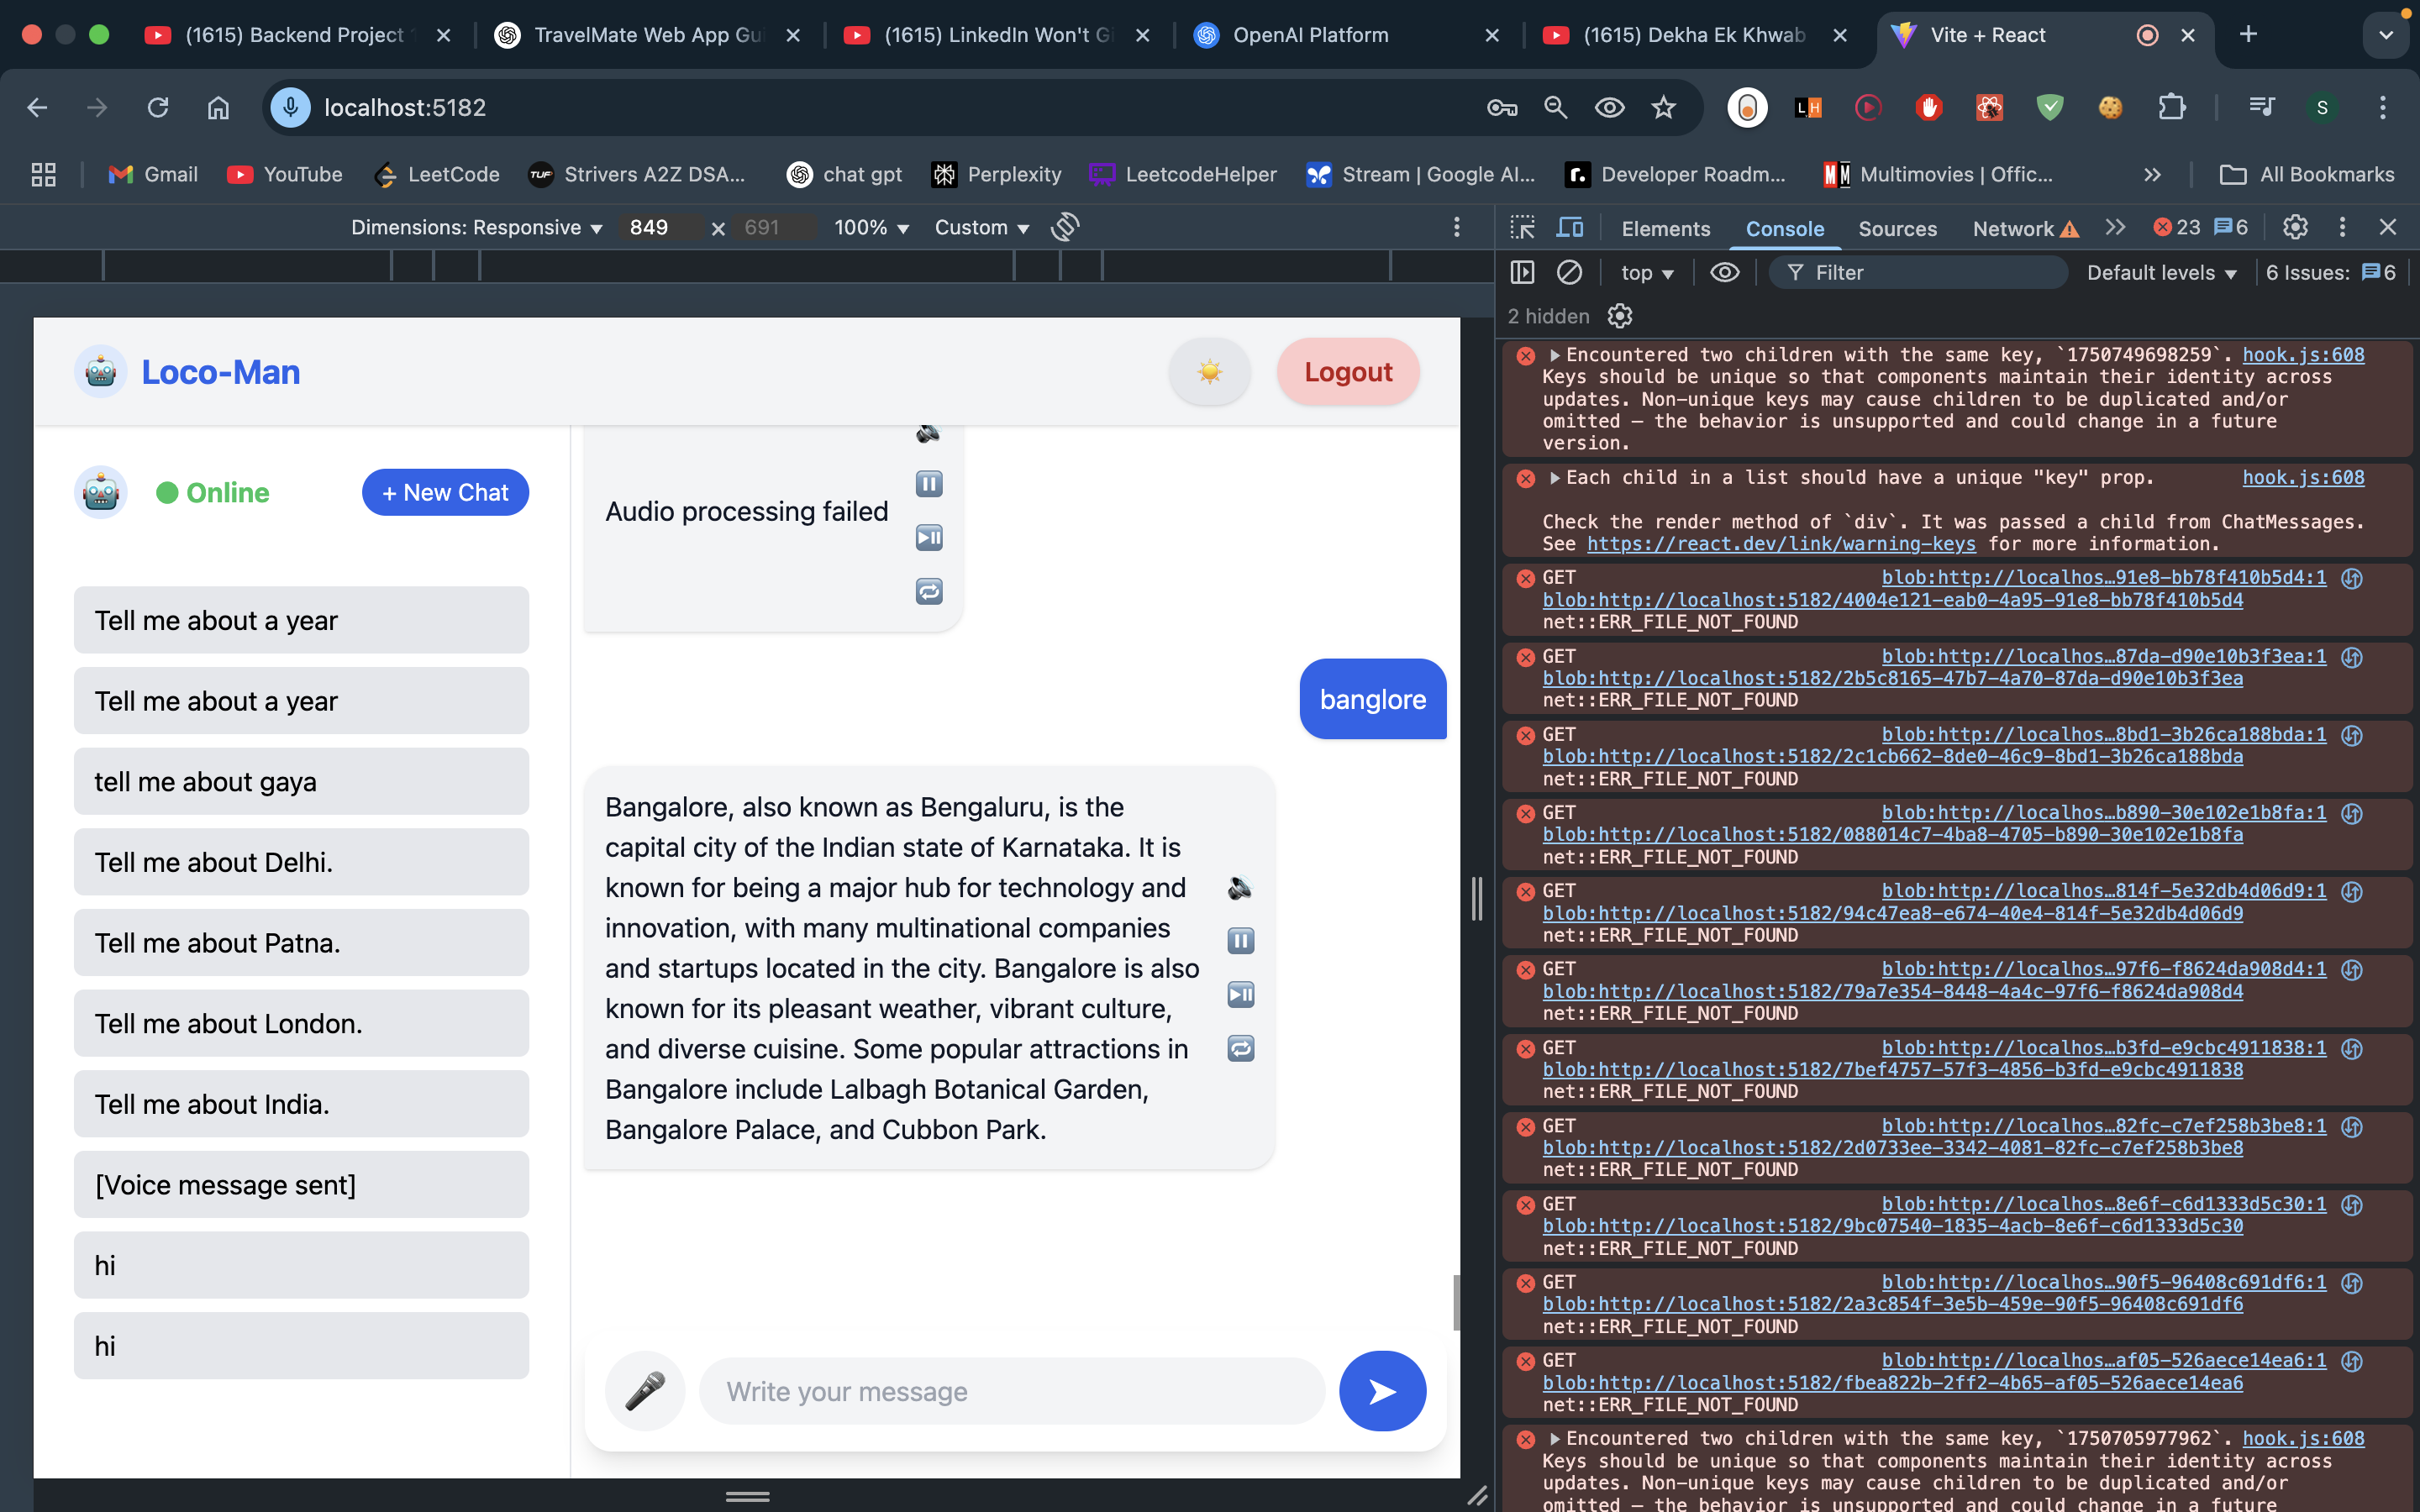 (1615) Backend Project
TravelMate Web App Gu
(1615) LinkedIn Won't Gi
OpenAI Platform
(1615) Dekha Ek Khwab
Vite + React
localhost:5182
S
Gmail
YouTube
LeetCode
Strivers A2Z DSA...
chat gpt
Perplexity
LeetcodeHelper
Stream | Google AI...
Developer Roadm...
Multimovies | Offic...
All Bookmarks
Dimensions: Responsive
849
×
691
100%
Custom
Elements
Console
Sources
Network
23
6
top
Filter
Default levels
6 Issues:
6
2 hidden
Loco-Man
Logout
Online
+ New Chat
Tell me about a year
Tell me about a year
tell me about gaya
Tell me about Delhi.
Tell me about Patna.
Tell me about London.
Tell me about India.
[Voice message sent]
hi
hi
Audio processing failed
banglore
Bangalore, also known as Bengaluru, is the
capital city of the Indian state of Karnataka. It is
known for being a major hub for technology and
innovation, with many multinational companies
and startups located in the city. Bangalore is also
known for its pleasant weather, vibrant culture,
and diverse cuisine. Some popular attractions in
Bangalore include Lalbagh Botanical Garden,
Bangalore Palace, and Cubbon Park.
Write your message
Encountered two children with the same key, `1750749698259`. hook.js:608
Keys should be unique so that components maintain their identity across
updates. Non-unique keys may cause children to be duplicated and/or
omitted — the behavior is unsupported and could change in a future
version.
Each child in a list should have a unique "key" prop. hook.js:608
Check the render method of `div`. It was passed a child from ChatMessages.
See https://react.dev/link/warning-keys for more information.
GET blob:http://localhos…91e8-bb78f410b5d4:1
blob:http://localhost:5182/4004e121-eab0-4a95-91e8-bb78f410b5d4
net::ERR_FILE_NOT_FOUND
GET blob:http://localhos…87da-d90e10b3f3ea:1
blob:http://localhost:5182/2b5c8165-47b7-4a70-87da-d90e10b3f3ea
net::ERR_FILE_NOT_FOUND
GET blob:http://localhos…8bd1-3b26ca188bda:1
blob:http://localhost:5182/2c1cb662-8de0-46c9-8bd1-3b26ca188bda
net::ERR_FILE_NOT_FOUND
GET blob:http://localhos…b890-30e102e1b8fa:1
blob:http://localhost:5182/088014c7-4ba8-4705-b890-30e102e1b8fa
net::ERR_FILE_NOT_FOUND
GET blob:http://localhos…814f-5e32db4d06d9:1
blob:http://localhost:5182/94c47ea8-e674-40e4-814f-5e32db4d06d9
net::ERR_FILE_NOT_FOUND
GET blob:http://localhos…97f6-f8624da908d4:1
blob:http://localhost:5182/79a7e354-8448-4a4c-97f6-f8624da908d4
net::ERR_FILE_NOT_FOUND
GET blob:http://localhos…b3fd-e9cbc4911838:1
blob:http://localhost:5182/7bef4757-57f3-4856-b3fd-e9cbc4911838
net::ERR_FILE_NOT_FOUND
GET blob:http://localhos…82fc-c7ef258b3be8:1
blob:http://localhost:5182/2d0733ee-3342-4081-82fc-c7ef258b3be8
net::ERR_FILE_NOT_FOUND
GET blob:http://localhos…8e6f-c6d1333d5c30:1
blob:http://localhost:5182/9bc07540-1835-4acb-8e6f-c6d1333d5c30
net::ERR_FILE_NOT_FOUND
GET blob:http://localhos…90f5-96408c691df6:1
blob:http://localhost:5182/2a3c854f-3e5b-459e-90f5-96408c691df6
net::ERR_FILE_NOT_FOUND
GET blob:http://localhos…af05-526aece14ea6:1
blob:http://localhost:5182/fbea822b-2ff2-4b65-af05-526aece14ea6
net::ERR_FILE_NOT_FOUND
Encountered two children with the same key, `1750705977962`. hook.js:608
Keys should be unique so that components maintain their identity across
updates. Non-unique keys may cause children to be duplicated and/or
omitted — the behavior is unsupported and could change in a future